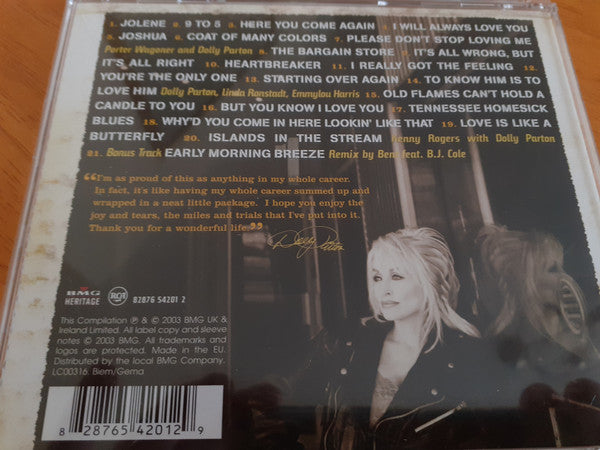 1. JOLENE 2. 9 TO 5 3. HERE YOU COME AGAIN 4. I WILL ALWAYS LOVE YOU
5. JOSHUA 6. COAT OF MANY COLORS 7. PLEASE DON'T STOP LOVING ME
Porter Wagoner and Dolly Parton 8. THE BARGAIN STORE 9. IT'S ALL WRONG, BUT
IT'S ALL RIGHT 10. HEARTBREAKER 11. I REALLY GOT THE FEELING 12.
YOU'RE THE ONLY ONE 13. STARTING OVER AGAIN 14. TO KNOW HIM IS TO
LOVE HIM Dolly Parton, Linda Ronstadt, Emmylou Harris 15. OLD FLAMES CAN'T HOLD A
CANDLE TO YOU 16. BUT YOU KNOW I LOVE YOU 17. TENNESSEE HOMESICK
BLUES 18. WHY'D YOU COME IN HERE LOOKIN' LIKE THAT 19. LOVE IS LIKE A
BUTTERFLY 20. ISLANDS IN THE STREAM Kenny Rogers with Dolly Parton
21. Bonus Track EARLY MORNING BREEZE Remix by Ben feat. B.J. Cole
"I'm as proud of this as anything in my whole career.
In fact, it's like having my whole career summed up and
wrapped in a neat little package. I hope you enjoy the
joy and tears, the miles and trials that I've put into it.
Thank you for a wonderful life."
Dolly Parton
BMG
HERITAGE
RCA
82876 54201 2
This Compilation ℗ & © 2003 BMG UK &
Ireland Limited. All label copy and sleeve
notes © 2003 BMG. All trademarks and
logos are protected. Made in the EU.
Distributed by the local BMG Company.
LC00316. Biem/Gema
8 28765 42012 9